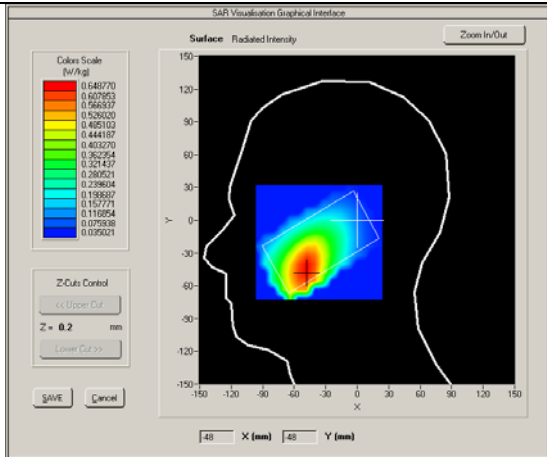 SAR Visualisation Graphical Interface
Surface Radiated Intensity
Zoom In/Out
Colors Scale
(W/kg)
0.648770
0.607853
0.566937
0.526020
0.485103
0.444187
0.403270
0.362354
0.321437
0.280521
0.239604
0.198687
0.157771
0.116854
0.075938
0.035021
Z-Cuts Control
<< Upper Cut
Z = 0.2 mm
Lower Cut >>
SAVE Cancel
150
120
90
60
30
0
-30
-60
-90
-120
-150
Y
-150 -120 -90 -60 -30 0 30 60 90 120 150
X
-48 X (mm) -48 Y (mm)